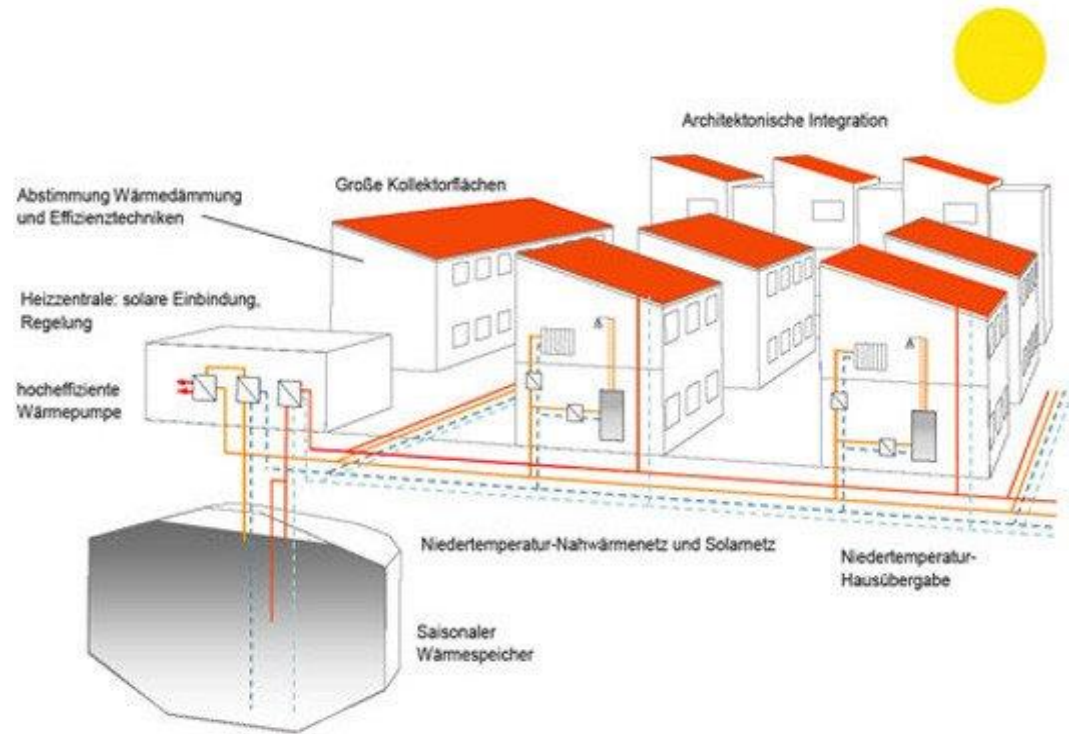 Architektonische Integration
Große Kollektorflächen
Abstimmung Wärmedämmung
und Effizienztechniken
Heizzentrale: solare Einbindung,
Regelung
hocheffiziente
Wärmepumpe
Niedertemperatur-Nahwärmenetz und Solarnetz
Niedertemperatur-
Hausübergabe
Saisonaler
Wärmespeicher